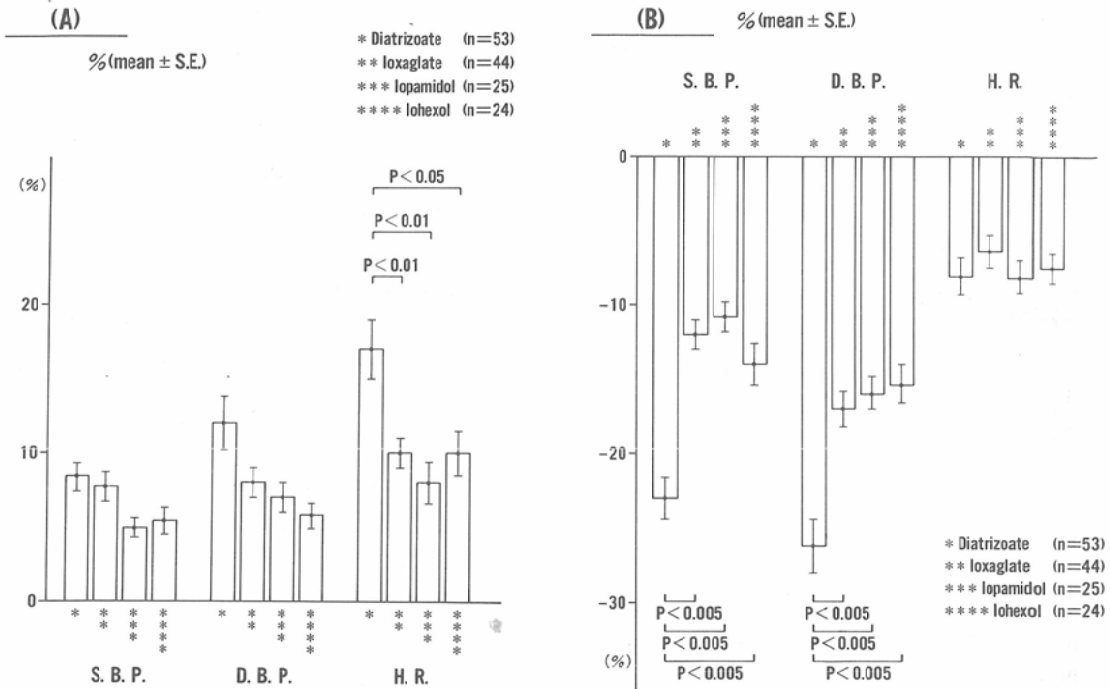 (A)
% (mean ± S.E.)
* Diatrizoate (n=53)
** Ioxaglate (n=44)
*** Iopamidol (n=25)
**** Iohexol (n=24)
(%)
P<0.05
P<0.01
P<0.01
20
10
0
* ** *** **** * ** *** **** * ** *** ****
S. B. P. D. B. P. H. R.
(B)
% (mean ± S.E.)
S. B. P. D. B. P. H. R.
* ** *** **** * ** *** **** * ** *** ****
0
-10
-20
-30
(%)
* Diatrizoate (n=53)
** Ioxaglate (n=44)
*** Iopamidol (n=25)
**** Iohexol (n=24)
P<0.005 P<0.005
P<0.005 P<0.005
P<0.005 P<0.005